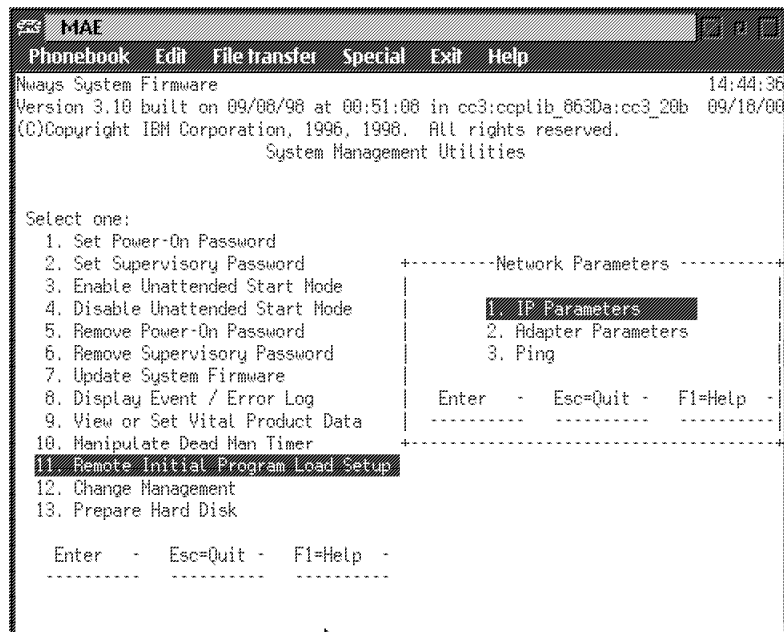 MAE
Phonebook Edit File transfer Special Exit Help
Nways System Firmware 14:44:36
Version 3.10 built on 09/08/98 at 00:51:08 in cc3:ccplib_863Da:cc3_20b 09/18/00
(C)Copyright IBM Corporation, 1996, 1998. All rights reserved.
System Management Utilities
Select one:
1. Set Power-On Password
2. Set Supervisory Password
3. Enable Unattended Start Mode
4. Disable Unattended Start Mode
5. Remove Power-On Password
6. Remove Supervisory Password
7. Update System Firmware
8. Display Event / Error Log
9. View or Set Vital Product Data
10. Manipulate Dead Man Timer
11. Remote Initial Program Load Setup
12. Change Management
13. Prepare Hard Disk
Enter - Esc=Quit - F1=Help -
Network Parameters
1. IP Parameters
2. Adapter Parameters
3. Ping
Enter - Esc=Quit - F1=Help -